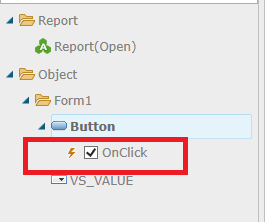 Report
Report(Open)
Object
Form1
Button
OnClick
VS_VALUE